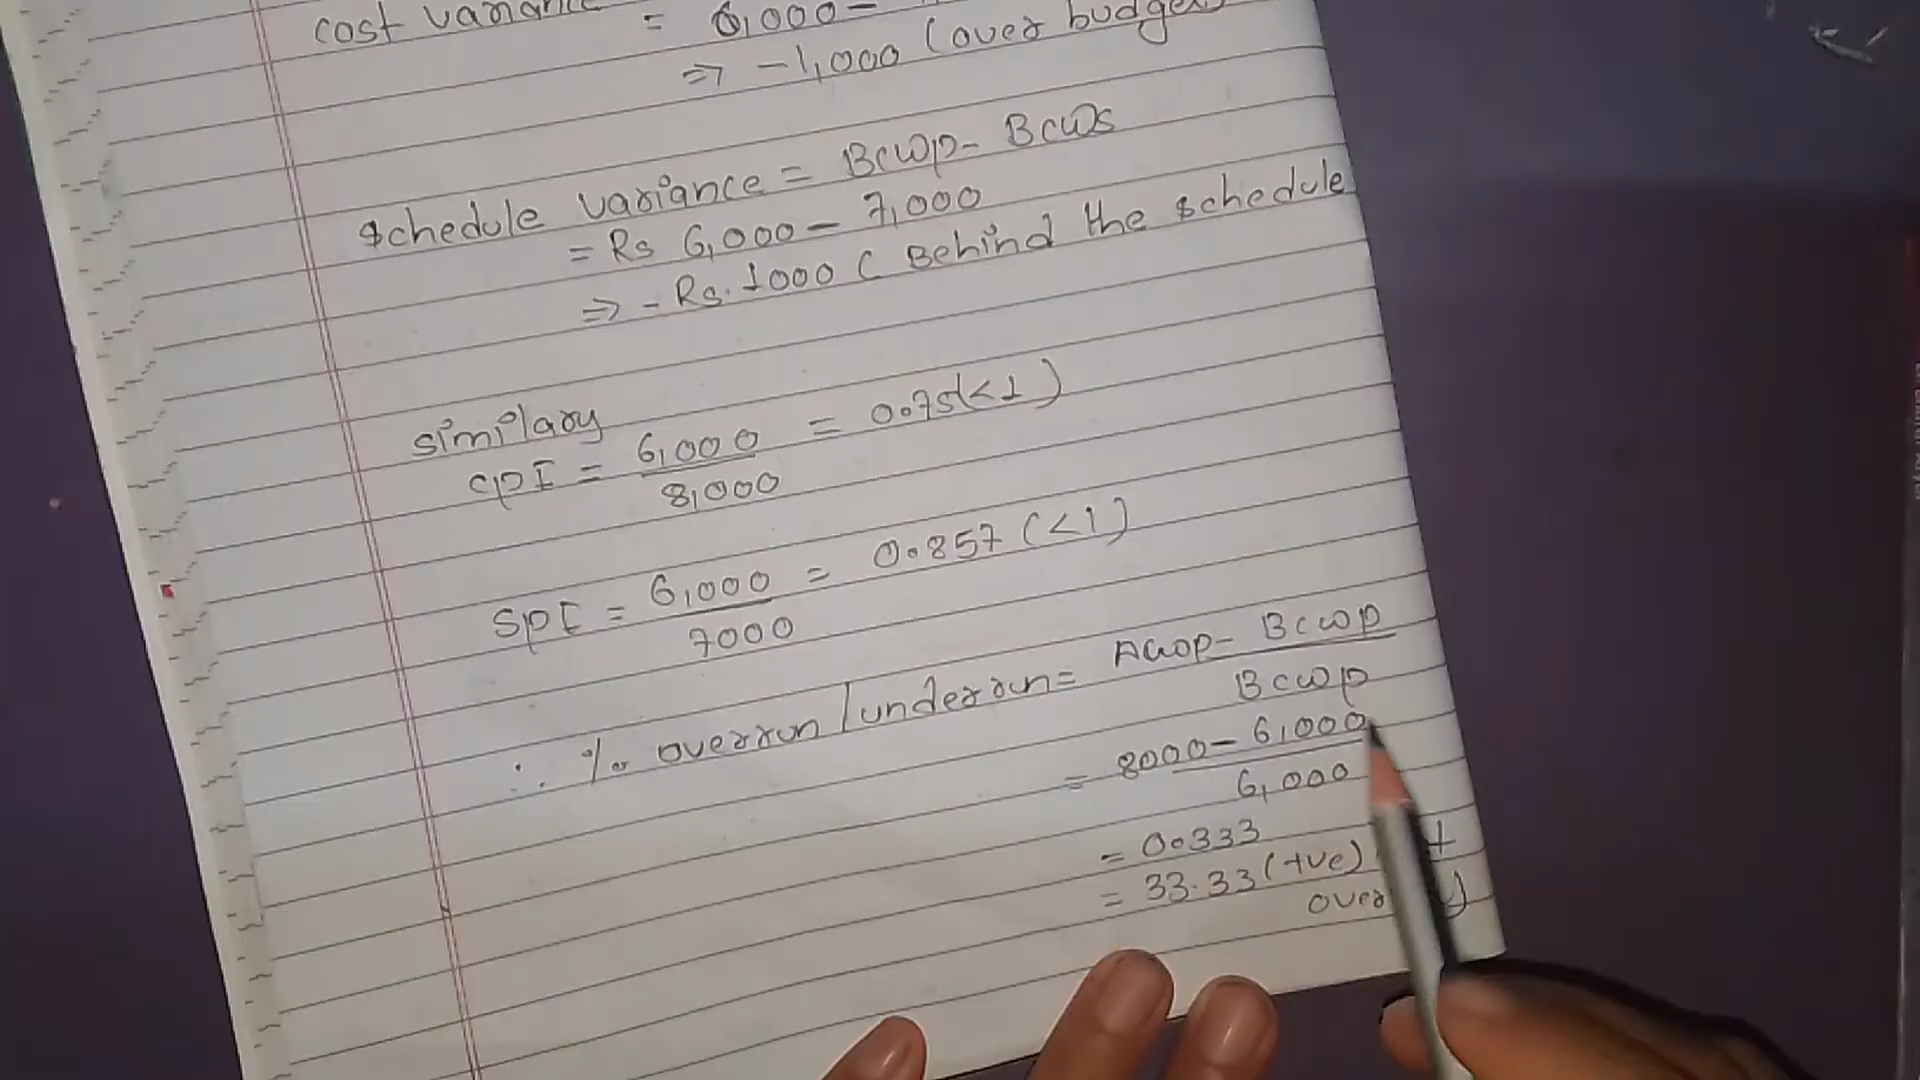 cost variance = 6,000-
=> -1,000 (over budget
schedule variance = BCWP- BCWS
= Rs 6,000 - 7,000
=> - Rs. 1000 ( Behind the schedule
similary
CPI = 6,000 / 8,000 = 0.75(<1)
SPI = 6,000 / 7000 = 0.857 (<1)
∴ % overrun/underrun = ACWP- BCWP / BCWP
= 8000 - 6,000 / 6,000
= 0.333
= 33.33 (+ve)
over